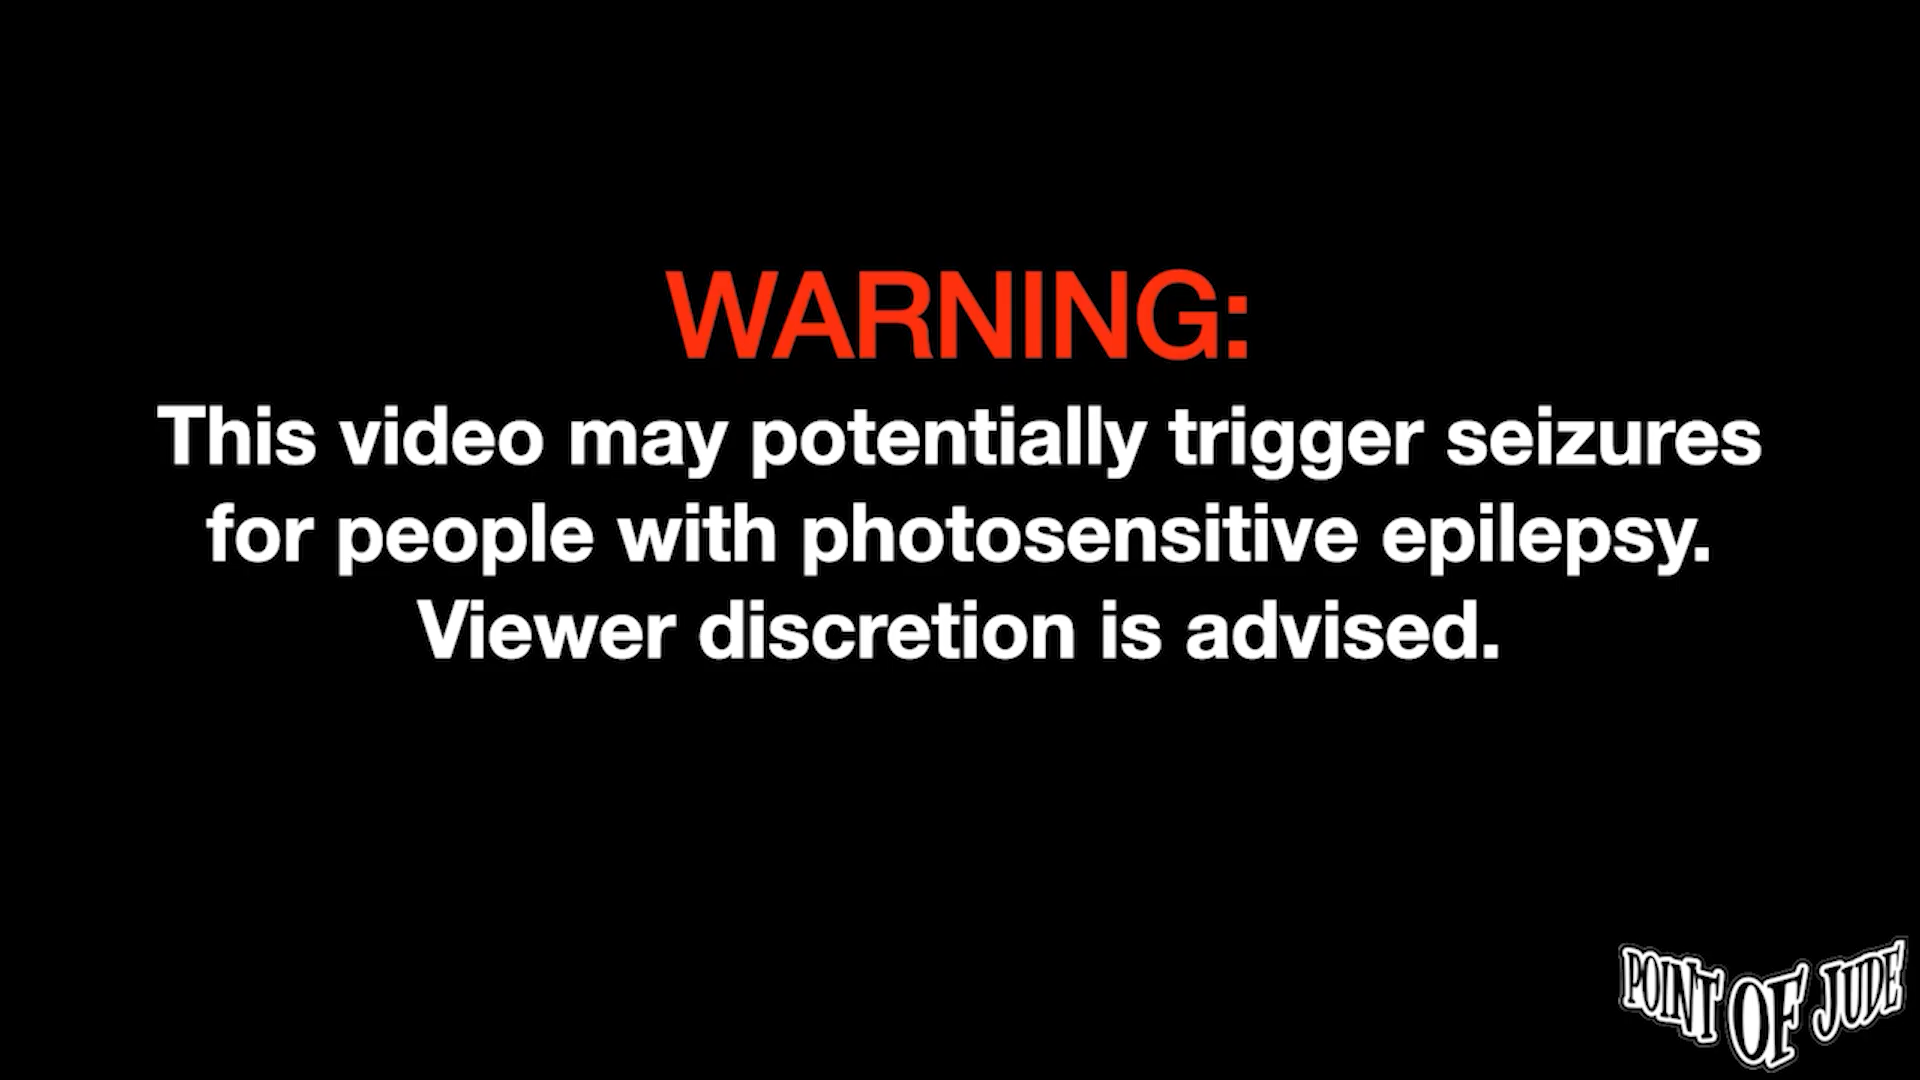 WARNING:
This video may potentially trigger seizures
for people with photosensitive epilepsy.
Viewer discretion is advised.
POINT OF JUDE